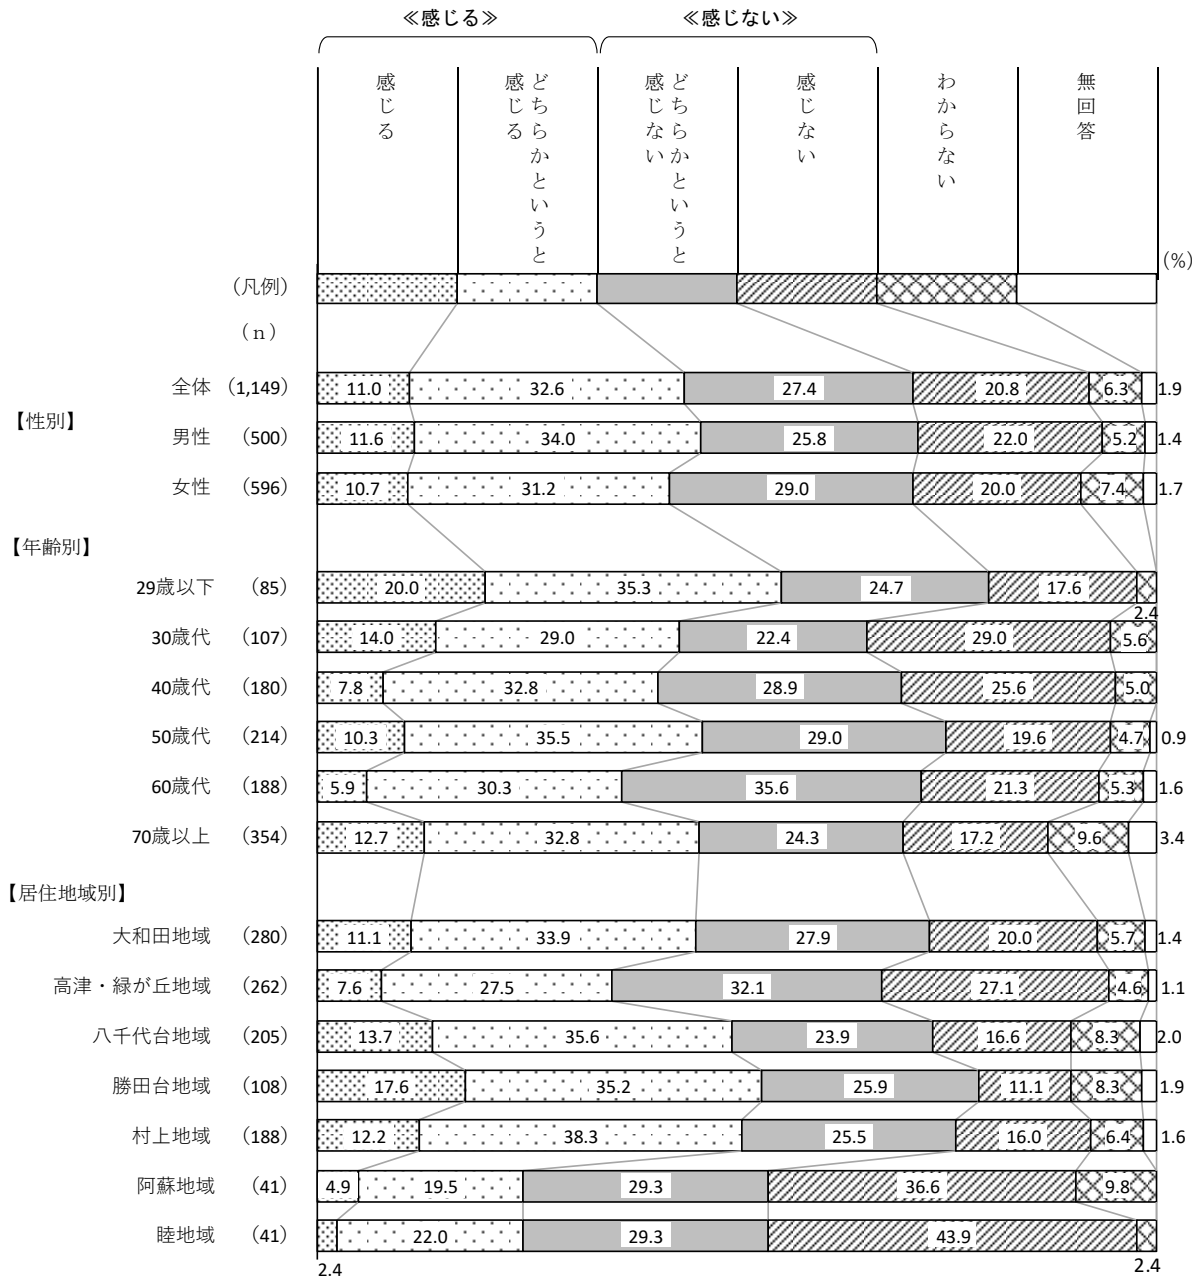 ≪感じる≫ ≪感じない≫
感じる
どちらかというと
感じる
どちらかというと
感じない
感じない
わからない
無回答
(%)
(凡例)
(n)
全体 (1,149) 11.0 32.6 27.4 20.8 6.3 1.9
【性別】
男性 (500) 11.6 34.0 25.8 22.0 5.2 1.4
女性 (596) 10.7 31.2 29.0 20.0 7.4 1.7
【年齢別】
29歳以下 (85) 20.0 35.3 24.7 17.6
2.4
30歳代 (107) 14.0 29.0 22.4 29.0 5.6
40歳代 (180) 7.8 32.8 28.9 25.6 5.0
50歳代 (214) 10.3 35.5 29.0 19.6 4.7 0.9
60歳代 (188) 5.9 30.3 35.6 21.3 5.3 1.6
70歳以上 (354) 12.7 32.8 24.3 17.2 9.6 3.4
【居住地域別】
大和田地域 (280) 11.1 33.9 27.9 20.0 5.7 1.4
高津・緑が丘地域 (262) 7.6 27.5 32.1 27.1 4.6 1.1
八千代台地域 (205) 13.7 35.6 23.9 16.6 8.3 2.0
勝田台地域 (108) 17.6 35.2 25.9 11.1 8.3 1.9
村上地域 (188) 12.2 38.3 25.5 16.0 6.4 1.6
阿蘇地域 (41) 4.9 19.5 29.3 36.6 9.8
睦地域 (41) 22.0 29.3 43.9
2.4 2.4